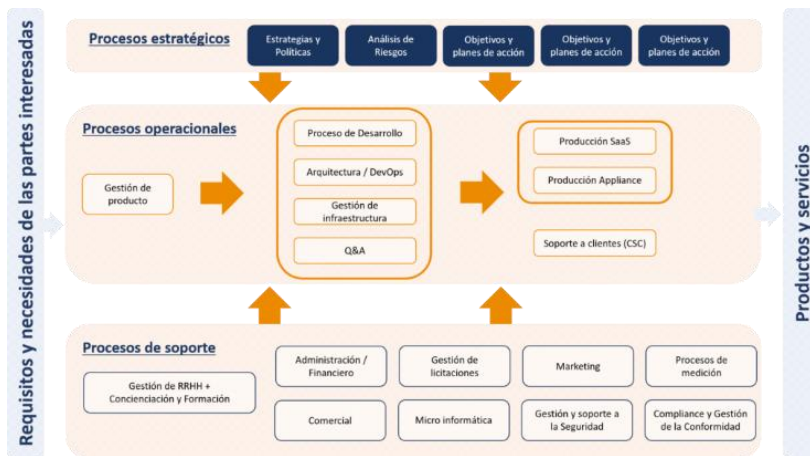 Requisitos y necesidades de las partes interesadas
Procesos estratégicos
Estrategias y
Políticas
Análisis de
Riesgos
Objetivos y
planes de acción
Objetivos y
planes de acción
Objetivos y
planes de acción
Procesos operacionales
Gestión de
producto
Proceso de Desarrollo
Arquitectura / DevOps
Gestión de
infraestructura
Q&A
Producción SaaS
Producción Appliance
Soporte a clientes (CSC)
Procesos de soporte
Gestión de RRHH +
Concienciación y Formación
Administración /
Financiero
Gestión de
licitaciones
Marketing
Procesos de
medición
Comercial
Micro informática
Gestión y soporte a
la Seguridad
Compliance y Gestión
de la Conformidad
Productos y servicios